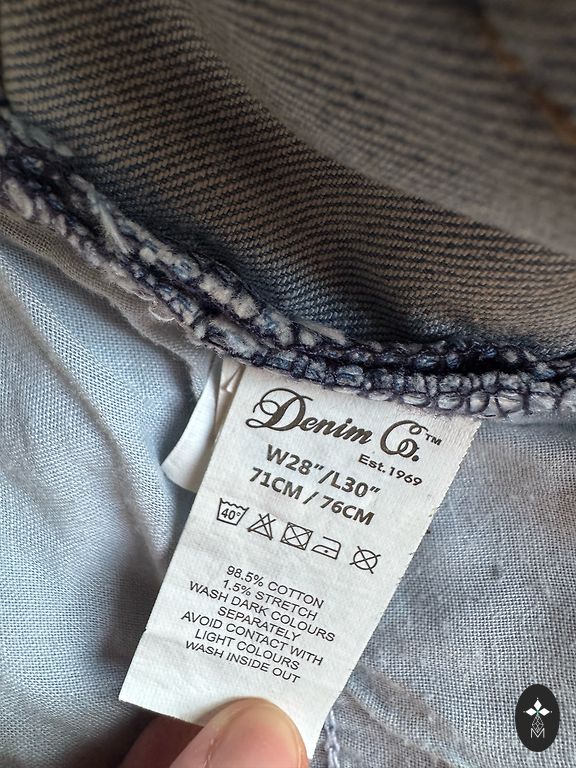 Denim Co.™
Est.1969
W28"/L30"
71CM / 76CM
40°
98.5% COTTON
1.5% STRETCH
WASH DARK COLOURS
SEPARATELY
AVOID CONTACT WITH
LIGHT COLOURS
WASH INSIDE OUT
M